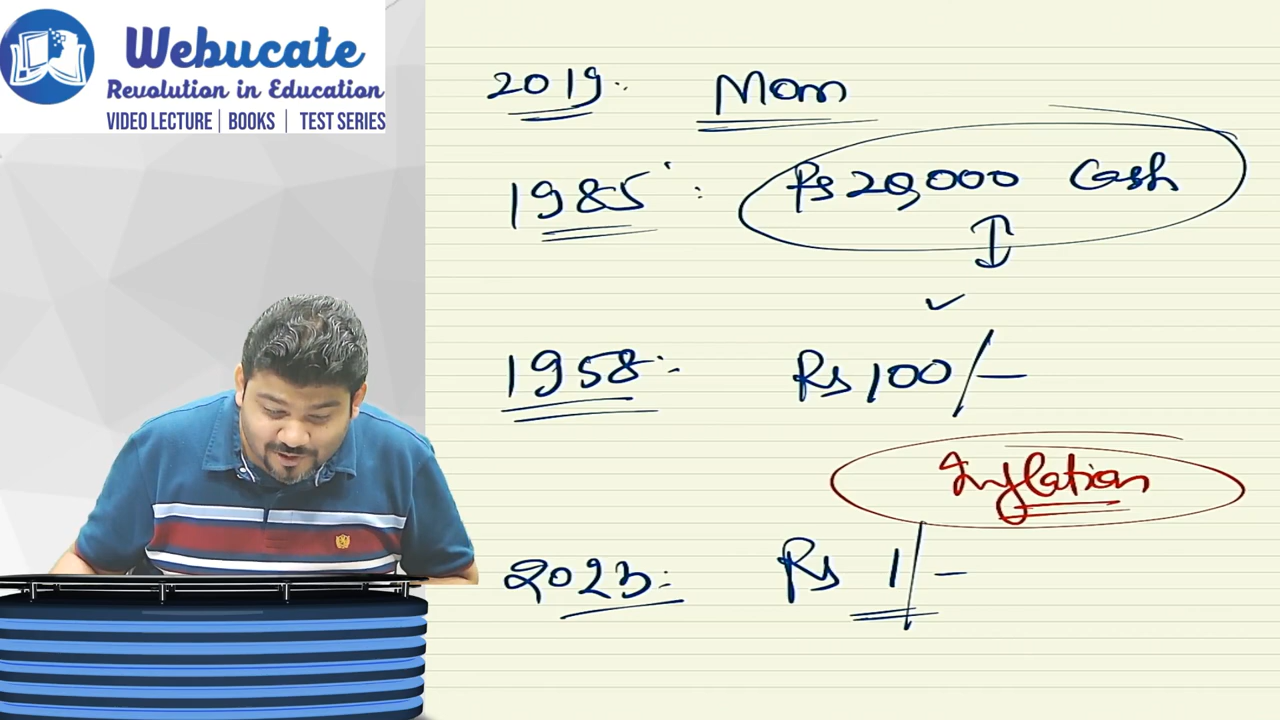 Webucate
Revolution in Education
VIDEO LECTURE | BOOKS | TEST SERIES
2019: Mom
1985: Rs 20,000 Cash
1958: Rs 100/-
Inflation
2023: Rs 1/-